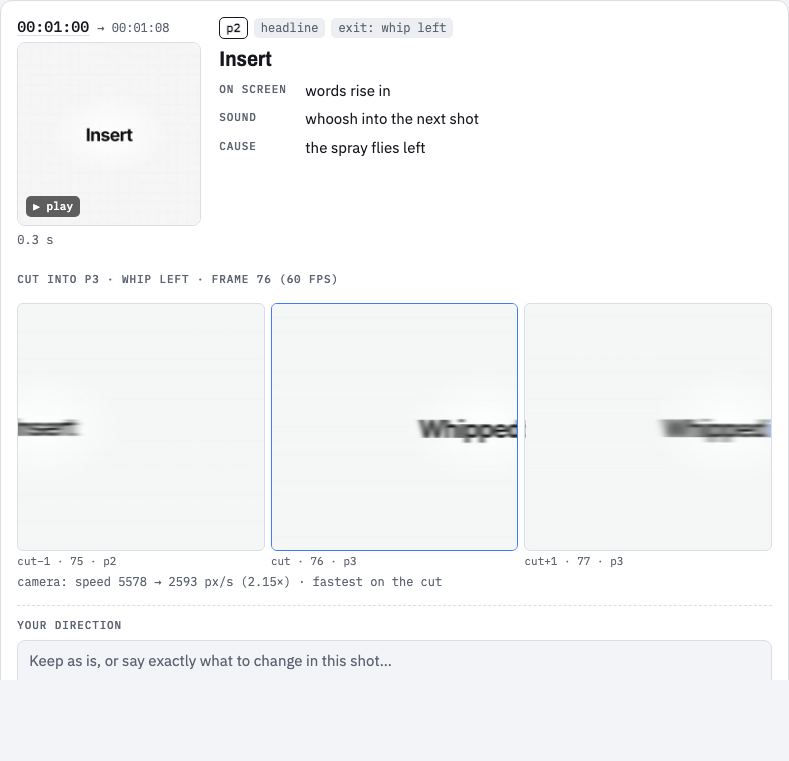 00:01:00 → 00:01:08
p2 headline exit: whip left
Insert
ON SCREEN words rise in
SOUND whoosh into the next shot
CAUSE the spray flies left
Insert
▶ play
0.3 s
CUT INTO P3 · WHIP LEFT · FRAME 76 (60 FPS)
Insert
Whipped
Whipped
cut−1 · 75 · p2
cut · 76 · p3
cut+1 · 77 · p3
camera: speed 5578 → 2593 px/s (2.15×) · fastest on the cut
YOUR DIRECTION
Keep as is, or say exactly what to change in this shot...